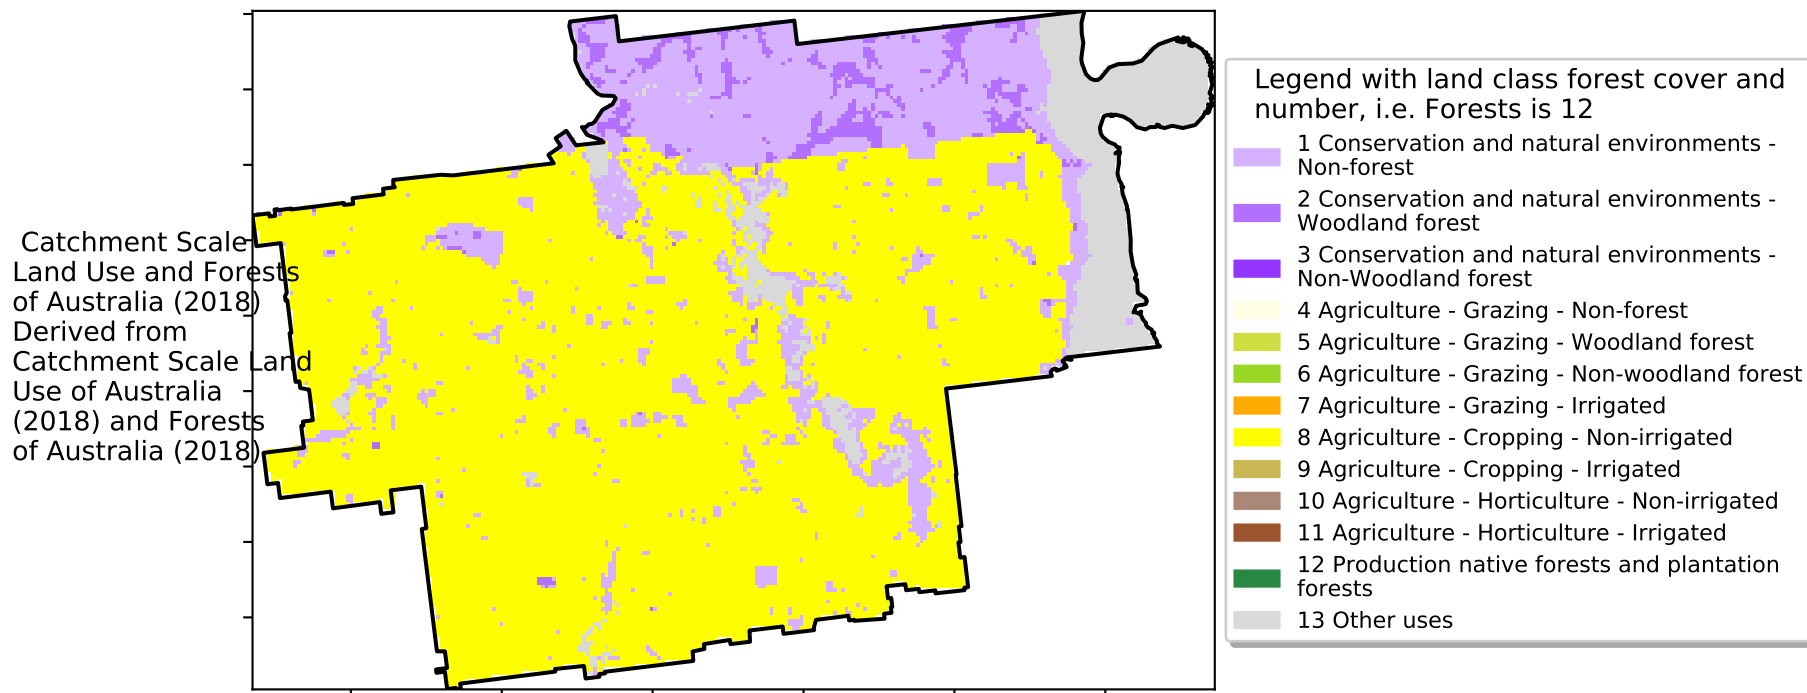 Catchment Scale
Land Use and Forests
of Australia (2018)
Derived from
Catchment Scale Land
Use of Australia
(2018) and Forests
of Australia (2018)
Legend with land class forest cover and
number, i.e. Forests is 12
1 Conservation and natural environments -
Non-forest
2 Conservation and natural environments -
Woodland forest
3 Conservation and natural environments -
Non-Woodland forest
4 Agriculture - Grazing - Non-forest
5 Agriculture - Grazing - Woodland forest
6 Agriculture - Grazing - Non-woodland forest
7 Agriculture - Grazing - Irrigated
8 Agriculture - Cropping - Non-irrigated
9 Agriculture - Cropping - Irrigated
10 Agriculture - Horticulture - Non-irrigated
11 Agriculture - Horticulture - Irrigated
12 Production native forests and plantation
forests
13 Other uses